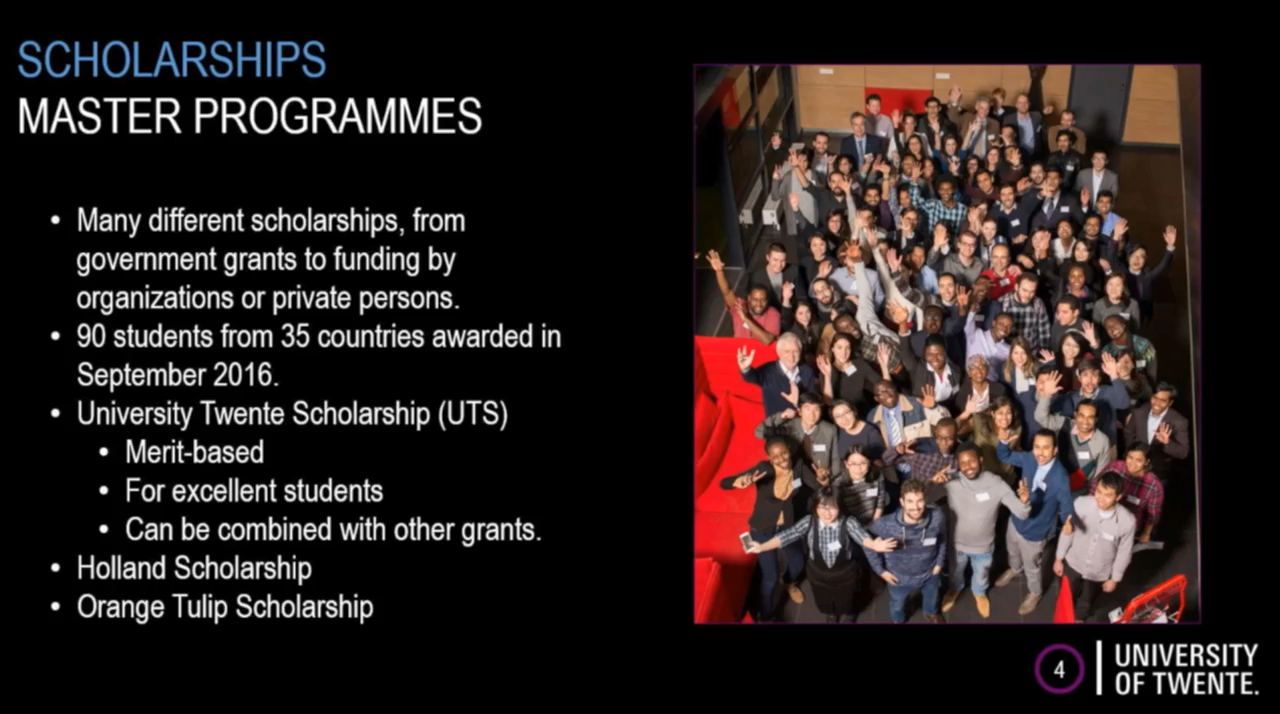 SCHOLARSHIPS
MASTER PROGRAMMES
• Many different scholarships, from
government grants to funding by
organizations or private persons.
• 90 students from 35 countries awarded in
September 2016.
• University Twente Scholarship (UTS)
• Merit-based
• For excellent students
• Can be combined with other grants.
• Holland Scholarship
• Orange Tulip Scholarship
4
UNIVERSITY
OF TWENTE.